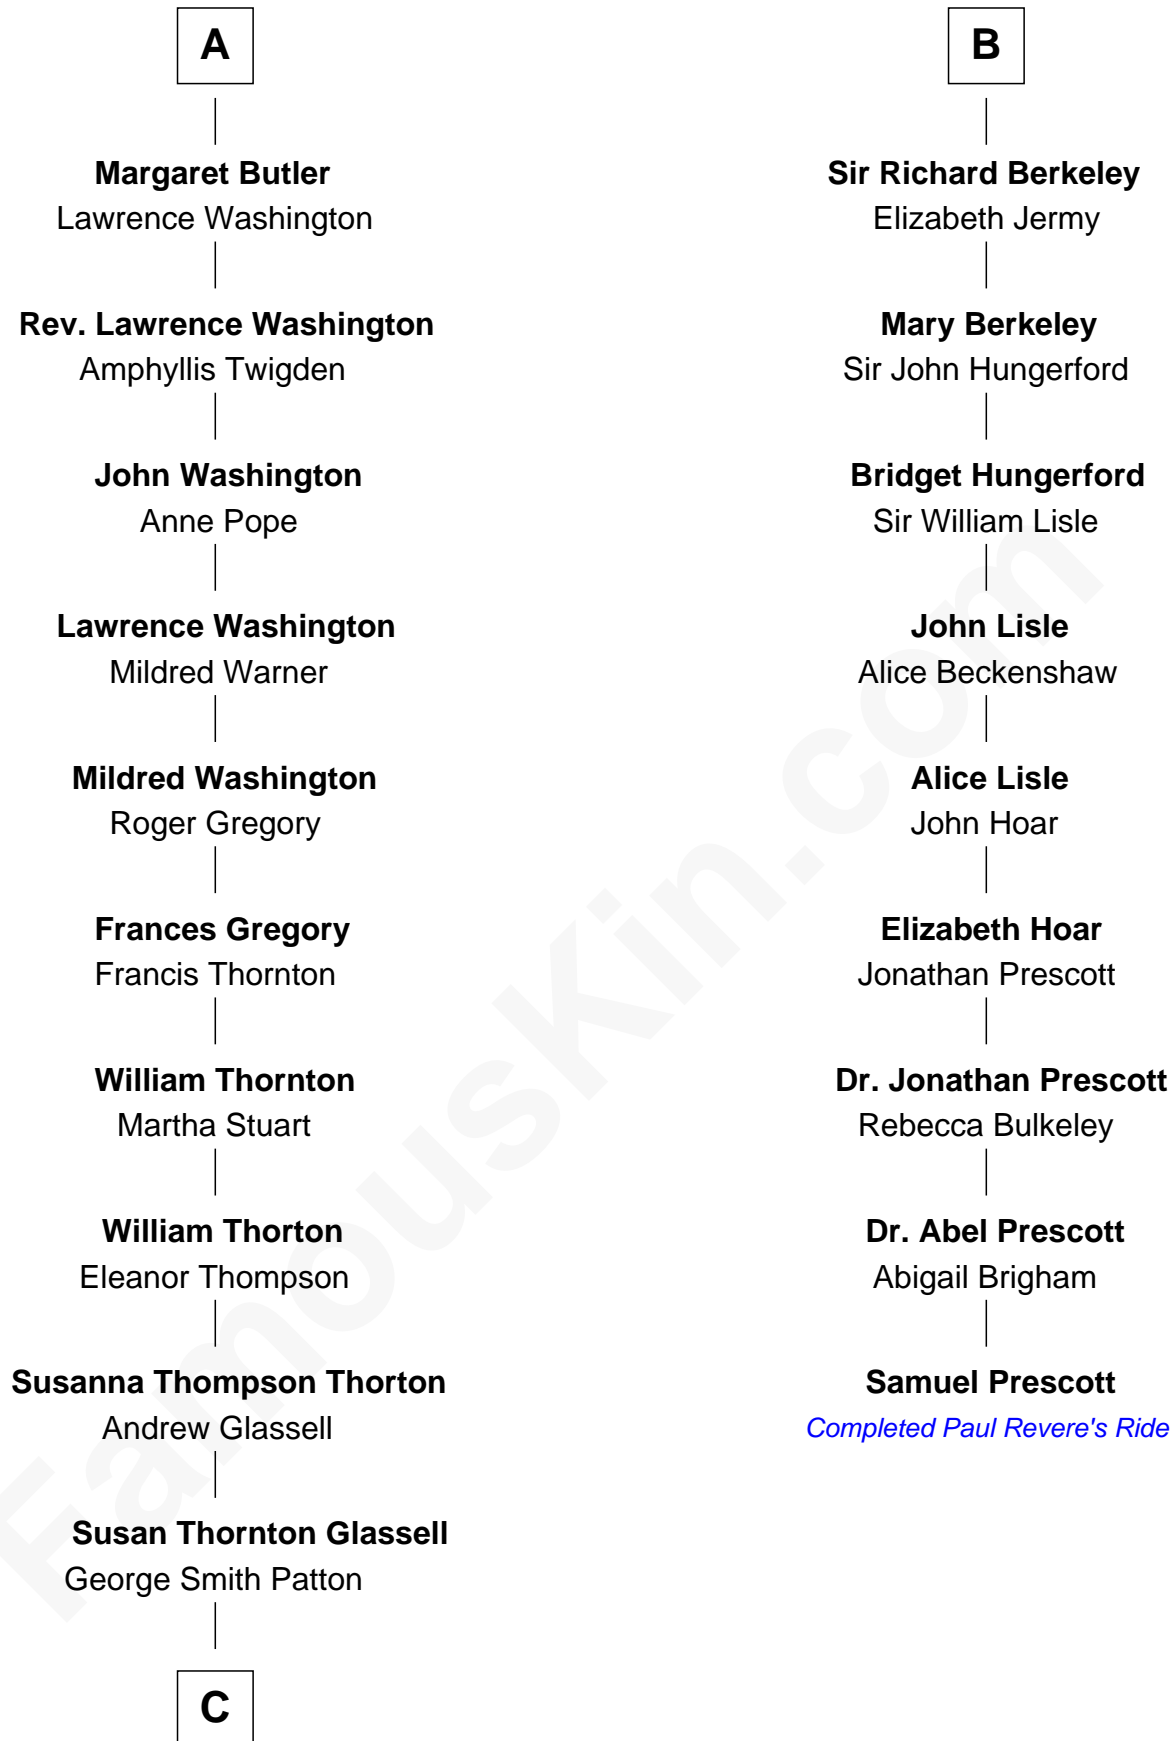 A
Margaret Butler
Lawrence Washington
Rev. Lawrence Washington
Amphyllis Twigden
John Washington
Anne Pope
Lawrence Washington
Mildred Warner
Mildred Washington
Roger Gregory
Frances Gregory
Francis Thornton
William Thornton
Martha Stuart
William Thorton
Eleanor Thompson
Susanna Thompson Thorton
Andrew Glassell
Susan Thornton Glassell
George Smith Patton
C
B
Sir Richard Berkeley
Elizabeth Jermy
Mary Berkeley
Sir John Hungerford
Bridget Hungerford
Sir William Lisle
John Lisle
Alice Beckenshaw
Alice Lisle
John Hoar
Elizabeth Hoar
Jonathan Prescott
Dr. Jonathan Prescott
Rebecca Bulkeley
Dr. Abel Prescott
Abigail Brigham
Samuel Prescott
Completed Paul Revere's Ride
FamousKin.com